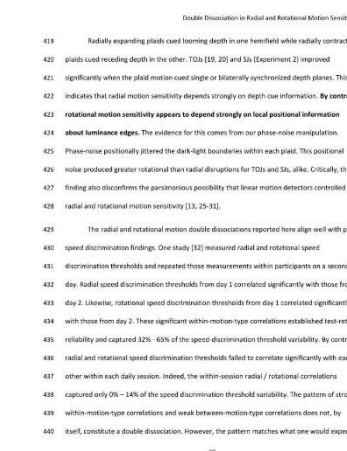 Double Dissociation in Radial and Rotational Motion Sensit
419 Radially expanding plaids cued looming depth in one hemifield while radially contract
420 plaids cued receding depth in the other. TOJs [19, 20] and SJs (Experiment 2) improved
421 significantly when the plaid motion cued single or bilaterally synchronized depth planes. This
422 indicates that radial motion sensitivity depends strongly on depth cue information. By contra
423 rotational motion sensitivity appears to depend strongly on local positional information
424 about luminance edges. The evidence for this comes from our phase-noise manipulation.
425 Phase-noise positionally jittered the dark-light boundaries within each plaid. This positional
426 noise produced greater rotational than radial disruptions for TOJs and SJs, alike. Critically, th
427 finding also disconfirms the parsimonious possibility that linear motion detectors controlled
428 radial and rotational motion sensitivity [13, 25-31].
429 The radial and rotational motion double dissociations reported here align well with p
430 speed discrimination findings. One study [32] measured radial and rotational speed
431 discrimination thresholds and repeated those measurements within participants on a second
432 day. Radial speed discrimination thresholds from day 1 correlated significantly with those fro
433 day 2. Likewise, rotational speed discrimination thresholds from day 1 correlated significantl
434 with those from day 2. These significant within-motion-type correlations established test-ret
435 reliability and captured 32% - 65% of the speed discrimination threshold variability. By contr
436 radial and rotational speed discrimination thresholds failed to correlate significantly with eac
437 other within each daily session. Indeed, the within-session radial / rotational correlations
438 captured only 0% – 14% of the speed discrimination threshold variability. The pattern of stro
439 within-motion-type correlations and weak between-motion-type correlations does not, by
440 itself, constitute a double dissociation. However, the pattern matches what one would expe